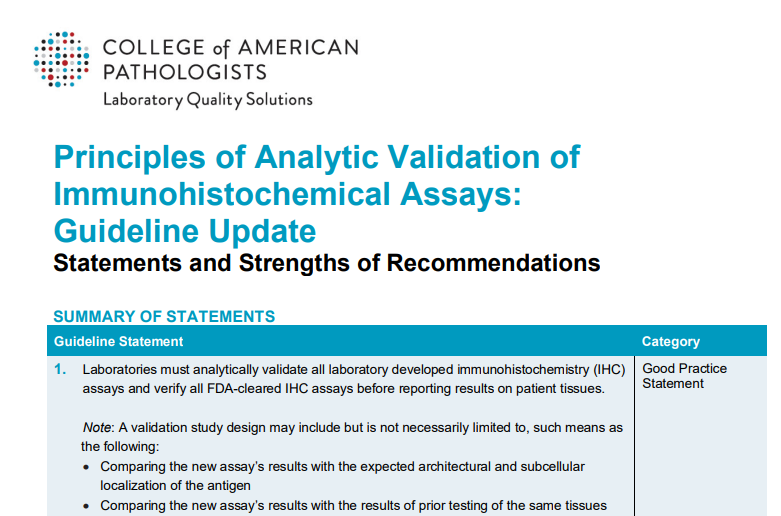 COLLEGE of AMERICAN
PATHOLOGISTS
Laboratory Quality Solutions
Principles of Analytic Validation of
Immunohistochemical Assays:
Guideline Update
Statements and Strengths of Recommendations
SUMMARY OF STATEMENTS
Guideline Statement Category
1. Laboratories must analytically validate all laboratory developed immunohistochemistry (IHC) Good Practice
assays and verify all FDA-cleared IHC assays before reporting results on patient tissues. Statement
Note: A validation study design may include but is not necessarily limited to, such means as
the following:
• Comparing the new assay’s results with the expected architectural and subcellular
localization of the antigen
• Comparing the new assay’s results with the results of prior testing of the same tissues